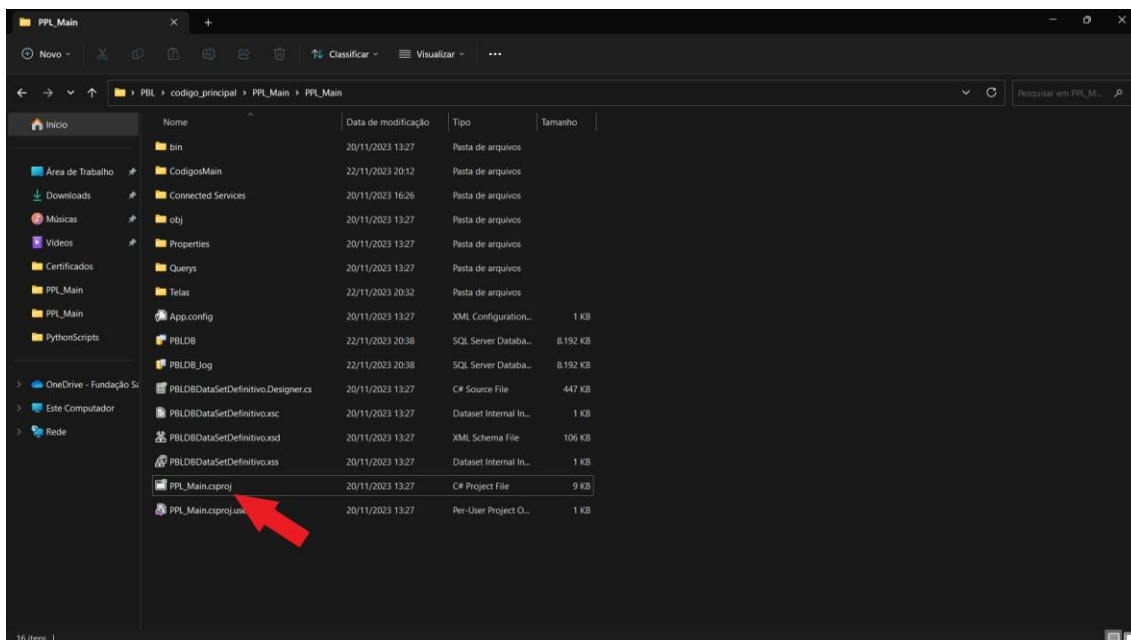 PPL_Main
Novo
Classificar
Visualizar
PBL > codigo_principal > PPL_Main > PPL_Main
Pesquisar em PPL_M...
Início
Área de Trabalho
Downloads
Músicas
Vídeos
Certificados
PPL_Main
PPL_Main
PythonScripts
OneDrive - Fundação Sa
Este Computador
Rede
Nome Data de modificação Tipo Tamanho
bin 20/11/2023 13:27 Pasta de arquivos
CodigosMain 22/11/2023 20:12 Pasta de arquivos
Connected Services 20/11/2023 16:26 Pasta de arquivos
obj 20/11/2023 13:27 Pasta de arquivos
Properties 20/11/2023 13:27 Pasta de arquivos
Querys 20/11/2023 13:27 Pasta de arquivos
Telas 22/11/2023 20:32 Pasta de arquivos
App.config 20/11/2023 13:27 XML Configuration... 1 KB
PBLDB 22/11/2023 20:38 SQL Server Databa... 8.192 KB
PBLDB_log 22/11/2023 20:38 SQL Server Databa... 8.192 KB
PBLDBDataSetDefinitivo.Designer.cs 20/11/2023 13:27 C# Source File 447 KB
PBLDBDataSetDefinitivo.xsc 20/11/2023 13:27 Dataset Internal In... 1 KB
PBLDBDataSetDefinitivo.xsd 20/11/2023 13:27 XML Schema File 106 KB
PBLDBDataSetDefinitivo.xss 20/11/2023 13:27 Dataset Internal In... 1 KB
PPL_Main.csproj 20/11/2023 13:27 C# Project File 9 KB
PPL_Main.csproj.use 20/11/2023 13:27 Per-User Project O... 1 KB
16 itens